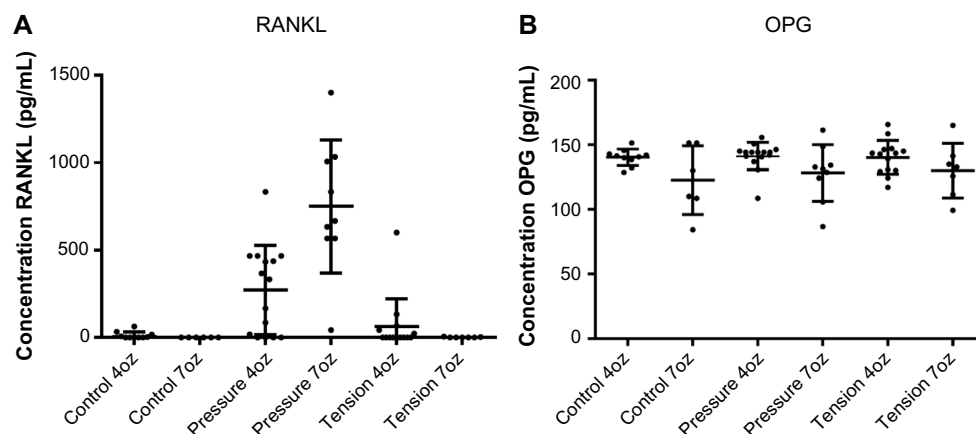 A
RANKL
Concentration RANKL (pg/mL)
1500
1000
500
0
Control 4oz
Control 7oz
Pressure 4oz
Pressure 7oz
Tension 4oz
Tension 7oz
B
OPG
Concentration OPG (pg/mL)
200
150
100
50
0
Control 4oz
Control 7oz
Pressure 4oz
Pressure 7oz
Tension 4oz
Tension 7oz